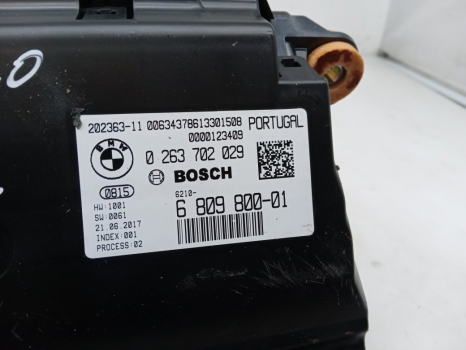 202363-11 00634378613301508 PORTUGAL
0000123409
BMW
0 263 702 029
BOSCH
0815
6210-
6 809 800-01
HW:1001
SW:0061
21.06.2017
INDEX:001
PROCESS:02